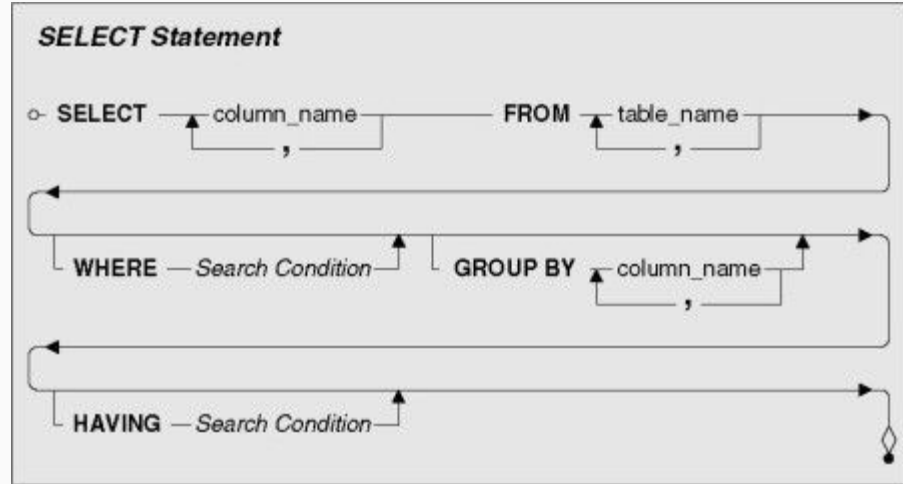 SELECT Statement
SELECT column_name FROM table_name
, ,
WHERE Search Condition GROUP BY column_name
,
HAVING Search Condition